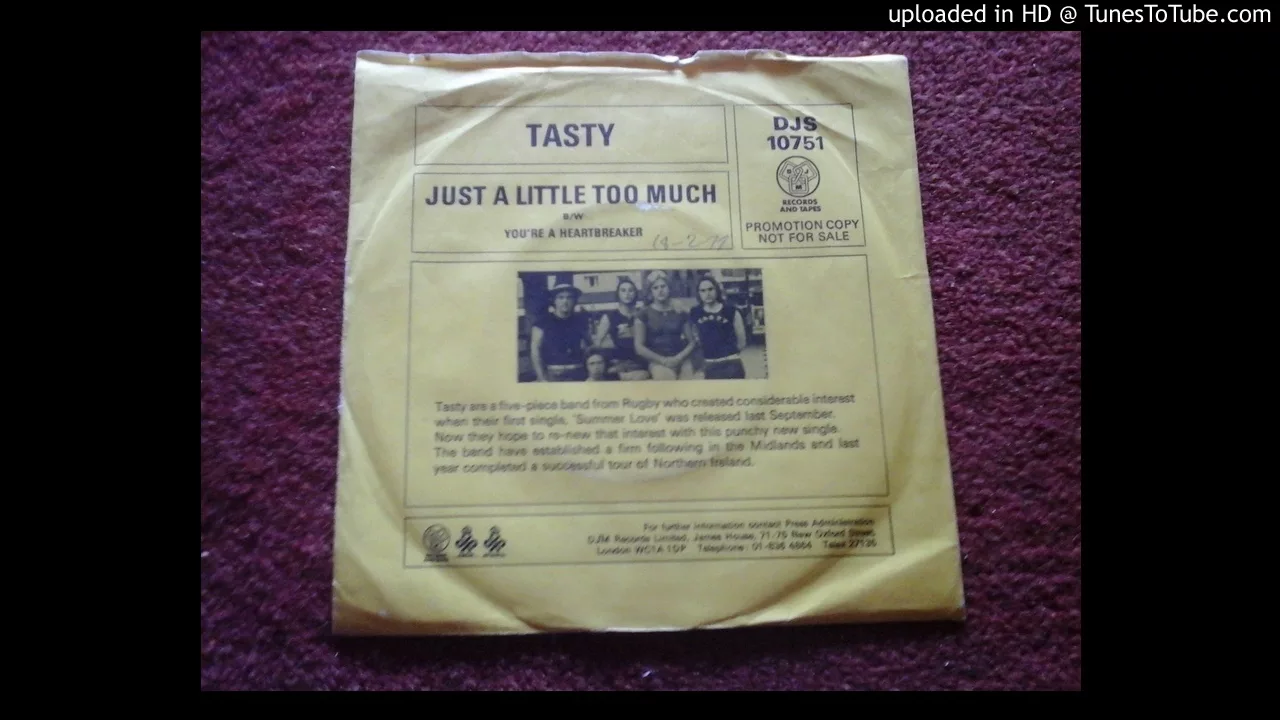 uploaded in HD @ TunesToTube.com
TASTY
DJS
10751
RECORDS
AND TAPES
PROMOTION COPY
NOT FOR SALE
JUST A LITTLE TOO MUCH
B/W
YOU'RE A HEARTBREAKER
Tasty are a five-piece band from Rugby who created considerable interest
when their first single, 'Summer Love' was released last September.
Now they hope to re-new that interest with this punchy new single.
The band have established a firm following in the Midlands and last
year completed a successful tour of Northern Ireland.
For further information contact Press Administration
DJM Records Limited, James House, 71-75 New Oxford Street,
London WC1A 1DP Telephone: 01-836 4864 Telex 27135